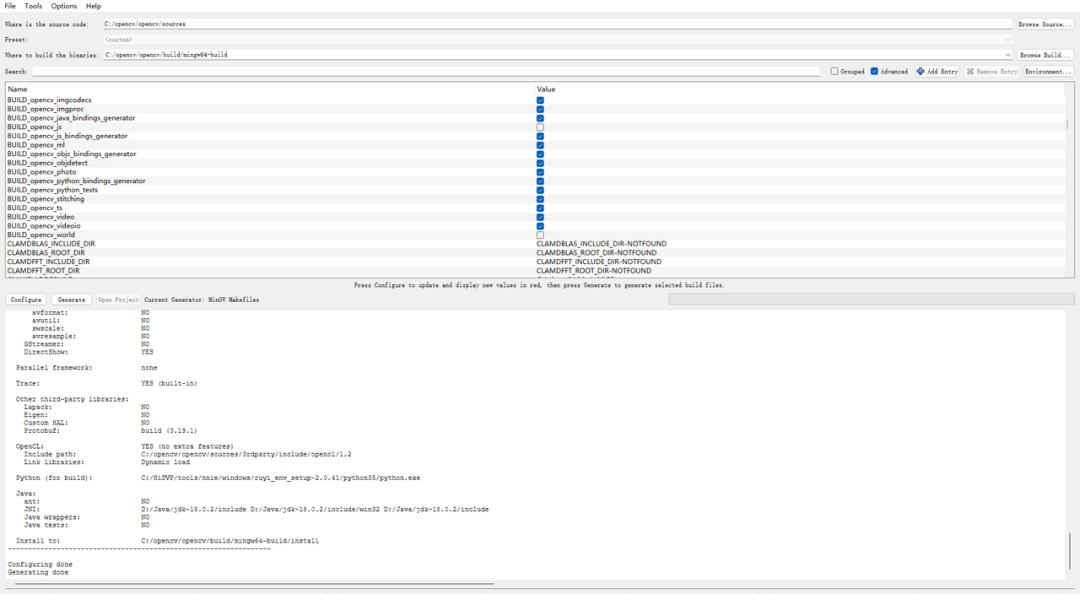 File Tools Options Help
Where is the source code: C:/opencv/opencv/sources Browse Source...
Preset: <custom>
Where to build the binaries: C:/opencv/opencv/build/mingw64-build Browse Build...
Search: Grouped Advanced Add Entry Remove Entry Environment...
Name Value
BUILD_opencv_imgcodecs
BUILD_opencv_imgproc
BUILD_opencv_java_bindings_generator
BUILD_opencv_js
BUILD_opencv_js_bindings_generator
BUILD_opencv_ml
BUILD_opencv_objc_bindings_generator
BUILD_opencv_objdetect
BUILD_opencv_photo
BUILD_opencv_python_bindings_generator
BUILD_opencv_python_tests
BUILD_opencv_stitching
BUILD_opencv_ts
BUILD_opencv_video
BUILD_opencv_videoio
BUILD_opencv_world
CLAMDBLAS_INCLUDE_DIR CLAMDBLAS_INCLUDE_DIR-NOTFOUND
CLAMDBLAS_ROOT_DIR CLAMDBLAS_ROOT_DIR-NOTFOUND
CLAMDFFT_INCLUDE_DIR CLAMDFFT_INCLUDE_DIR-NOTFOUND
CLAMDFFT_ROOT_DIR CLAMDFFT_ROOT_DIR-NOTFOUND
Press Configure to update and display new values in red, then press Generate to generate selected build files.
Configure Generate Open Project Current Generator: MinGW Makefiles
avformat: NO
avutil: NO
swscale: NO
avresample: NO
GStreamer: NO
DirectShow: YES
Parallel framework: none
Trace: YES (built-in)
Other third-party libraries:
Lapack: NO
Eigen: NO
Custom HAL: NO
Protobuf: build (3.19.1)
OpenCL: YES (no extra features)
Include path: C:/opencv/opencv/sources/3rdparty/include/opencl/1.2
Link libraries: Dynamic load
Python (for build): C:/HiSVP/tools/nnie/windows/ruyi_env_setup-2.0.41/python35/python.exe
Java:
ant: NO
JNI: D:/Java/jdk-18.0.2/include D:/Java/jdk-18.0.2/include/win32 D:/Java/jdk-18.0.2/include
Java wrappers: NO
Java tests: NO
Install to: C:/opencv/opencv/build/mingw64-build/install
-----------------------------------------------------------------
Configuring done
Generating done